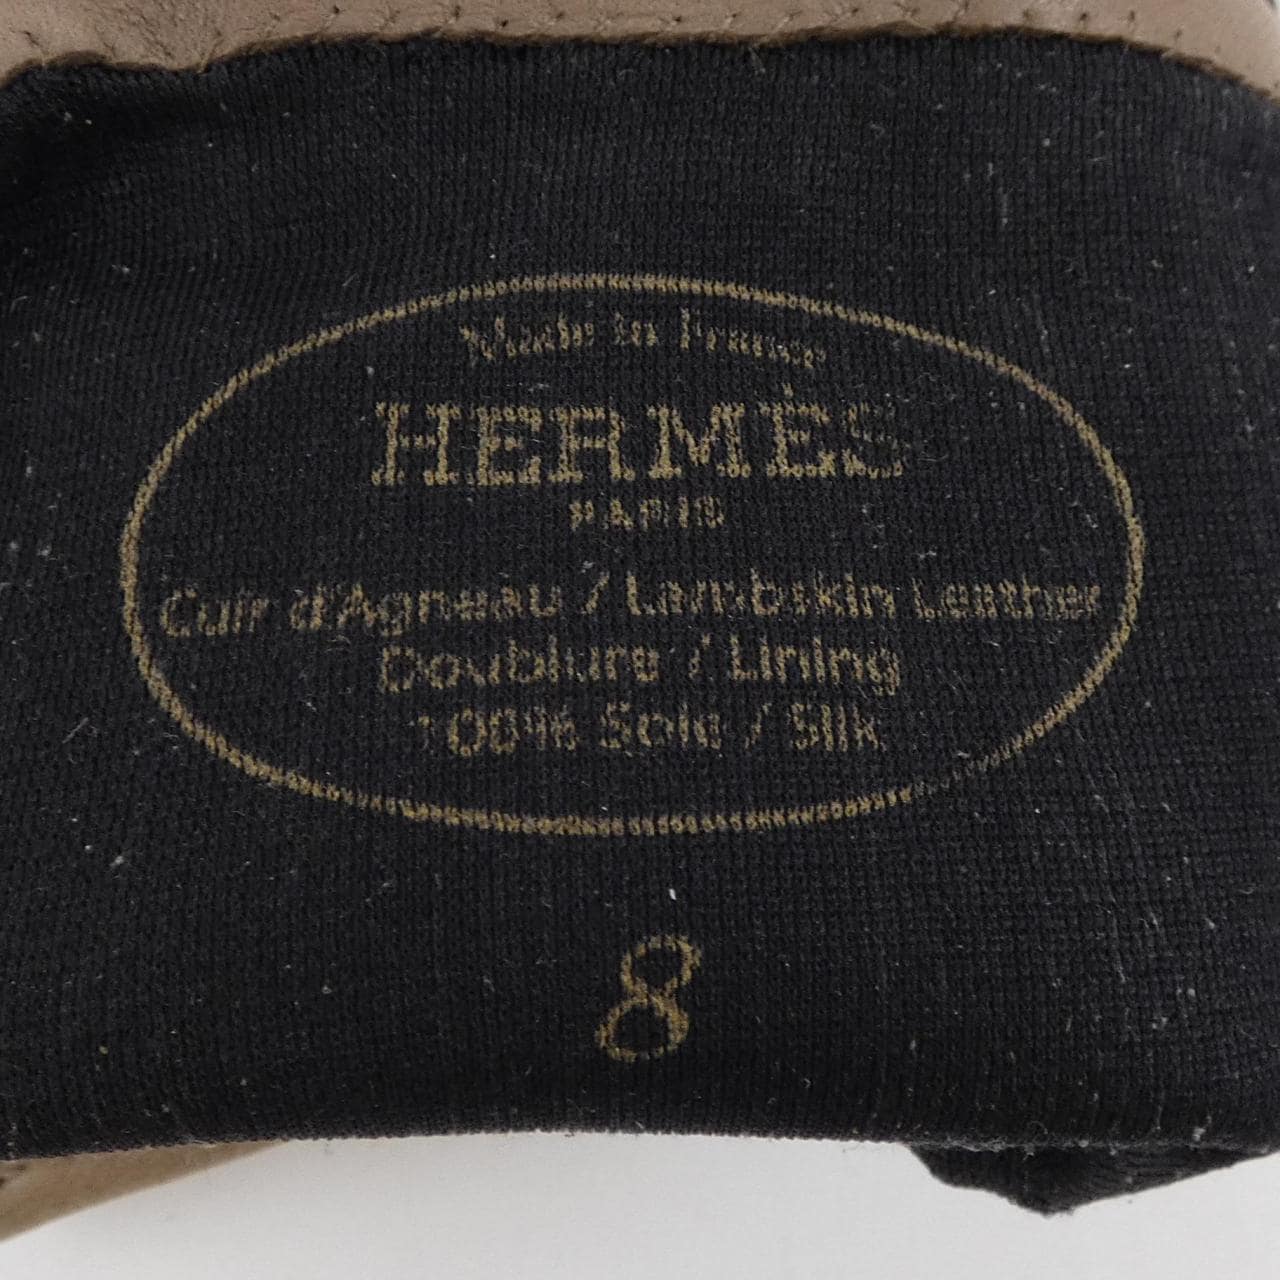 Made in France
HERMÈS
PARIS
Cuir d'Agneau / Lambskin Leather
Doublure / Lining
100% Soie / Silk
8